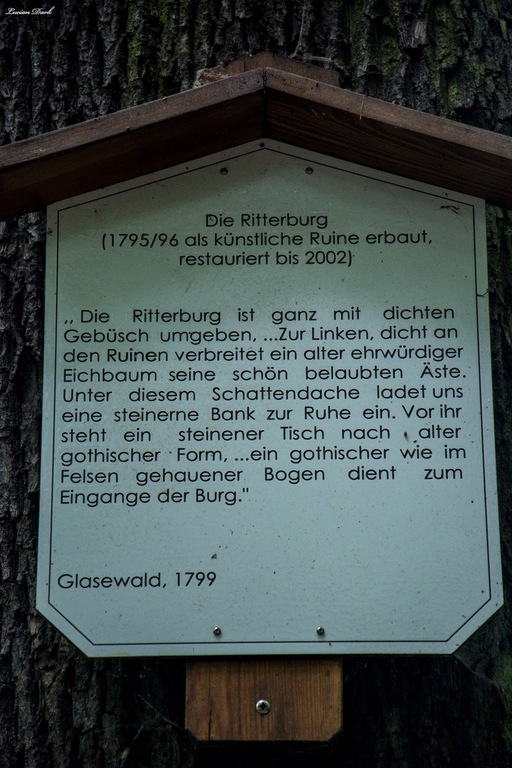 Lucian Dark
Die Ritterburg
(1795/96 als künstliche Ruine erbaut,
restauriert bis 2002)
,,Die Ritterburg ist ganz mit dichten
Gebüsch umgeben, ...Zur Linken, dicht an
den Ruinen verbreitet ein alter ehrwürdiger
Eichbaum seine schön belaubten Äste.
Unter diesem Schattendache ladet uns
eine steinerne Bank zur Ruhe ein. Vor ihr
steht ein steinener Tisch nach alter
gothischer Form, ...ein gothischer wie im
Felsen gehauener Bogen dient zum
Eingange der Burg."
Glasewald, 1799